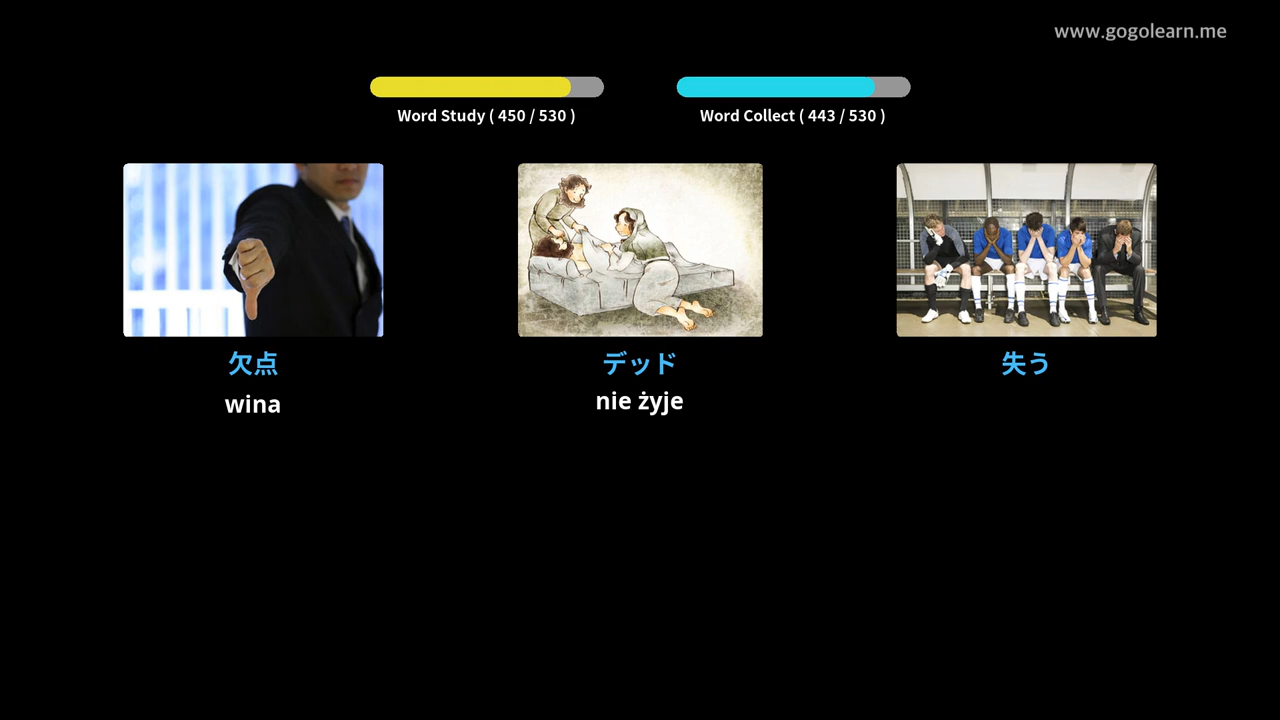 www.gogolearn.me
Word Study ( 450 / 530 )
Word Collect ( 443 / 530 )
欠点
デッド
失う
wina
nie żyje